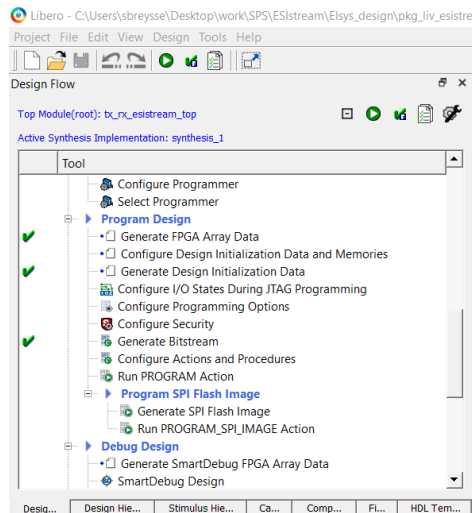 Libero - C:\Users\sbreysse\Desktop\work\SPS\ESIstream\Elsys_design\pkg_liv_esistre
Project File Edit View Design Tools Help
Design Flow
Top Module(root): tx_rx_esistream_top
Active Synthesis Implementation: synthesis_1
Tool
Configure Programmer
Select Programmer
Program Design
Generate FPGA Array Data
Configure Design Initialization Data and Memories
Generate Design Initialization Data
Configure I/O States During JTAG Programming
Configure Programming Options
Configure Security
Generate Bitstream
Configure Actions and Procedures
Run PROGRAM Action
Program SPI Flash Image
Generate SPI Flash Image
Run PROGRAM_SPI_IMAGE Action
Debug Design
Generate SmartDebug FPGA Array Data
SmartDebug Design
Desig... Design Hie... Stimulus Hie... Ca... Comp... Fi... HDL Tem...